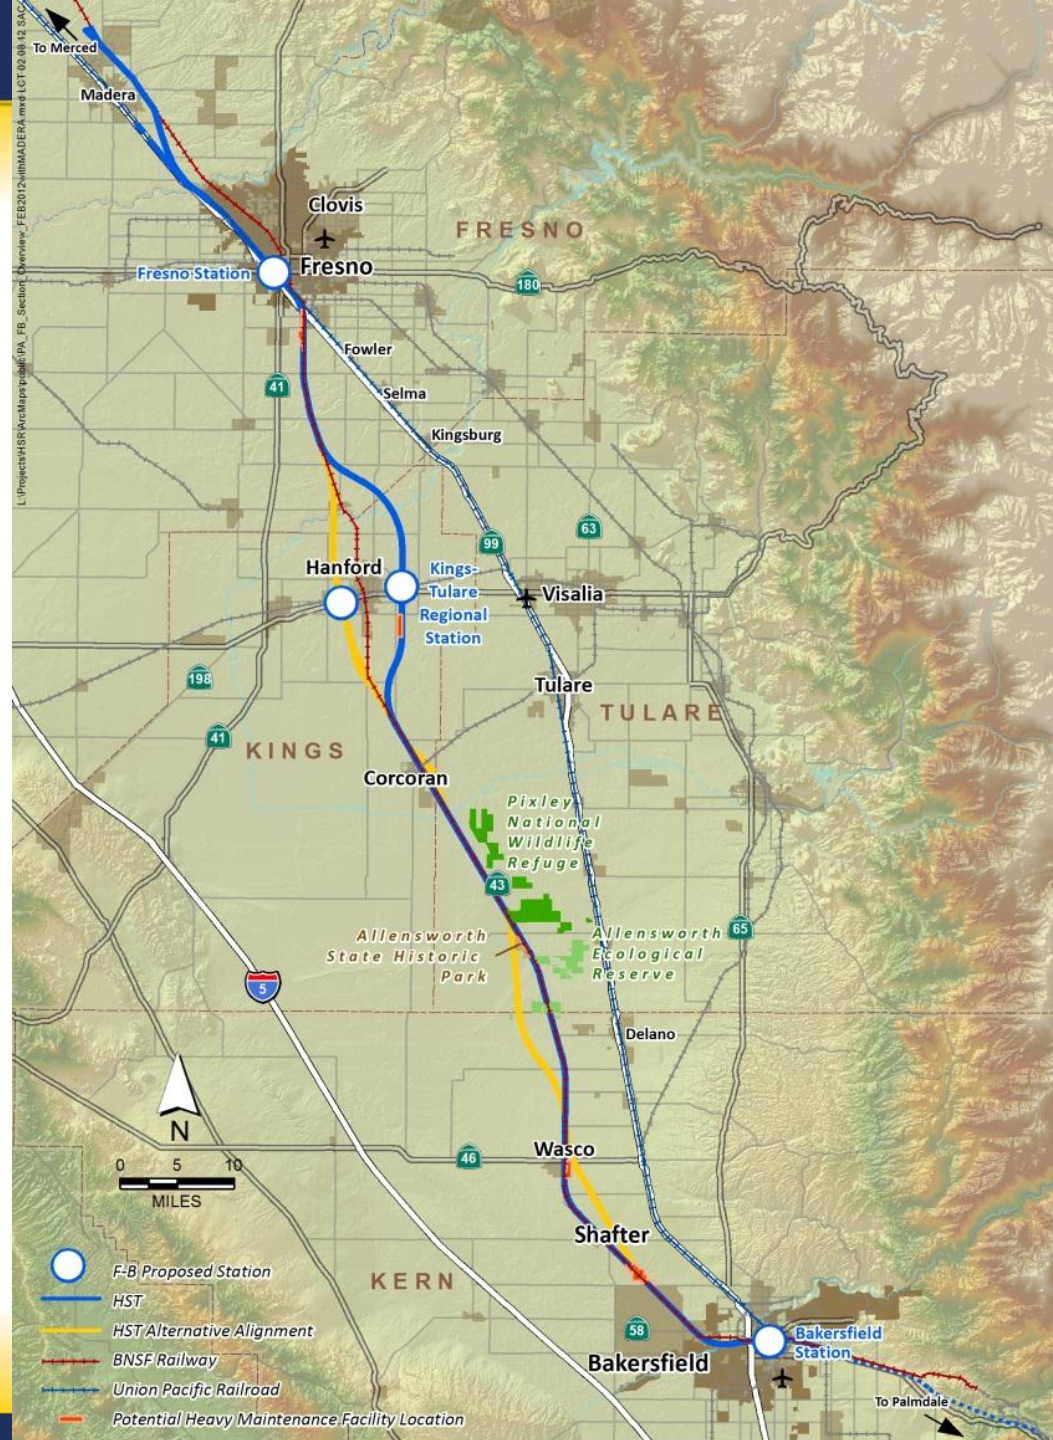 L:\Projects\HSR\ArcMaps\public\PA_FB_Section_Overview_FEB2012withMADERA.mxd LCT 02.08.12 SAC
To Merced
Madera
Clovis
FRESNO
Fresno Station
Fresno
180
Fowler
41
Selma
Kingsburg
63
99
Hanford
Kings-
Tulare
Regional
Station
Visalia
198
Tulare
TULARE
41
KINGS
Corcoran
Pixley
National
Wildlife
Refuge
43
65
Allensworth
State Historic
Park
Allensworth
Ecological
Reserve
5
Delano
N
0 5 10
MILES
46
Wasco
Shafter
KERN
58
Bakersfield
Bakersfield
Station
To Palmdale
F-B Proposed Station
HST
HST Alternative Alignment
BNSF Railway
Union Pacific Railroad
Potential Heavy Maintenance Facility Location